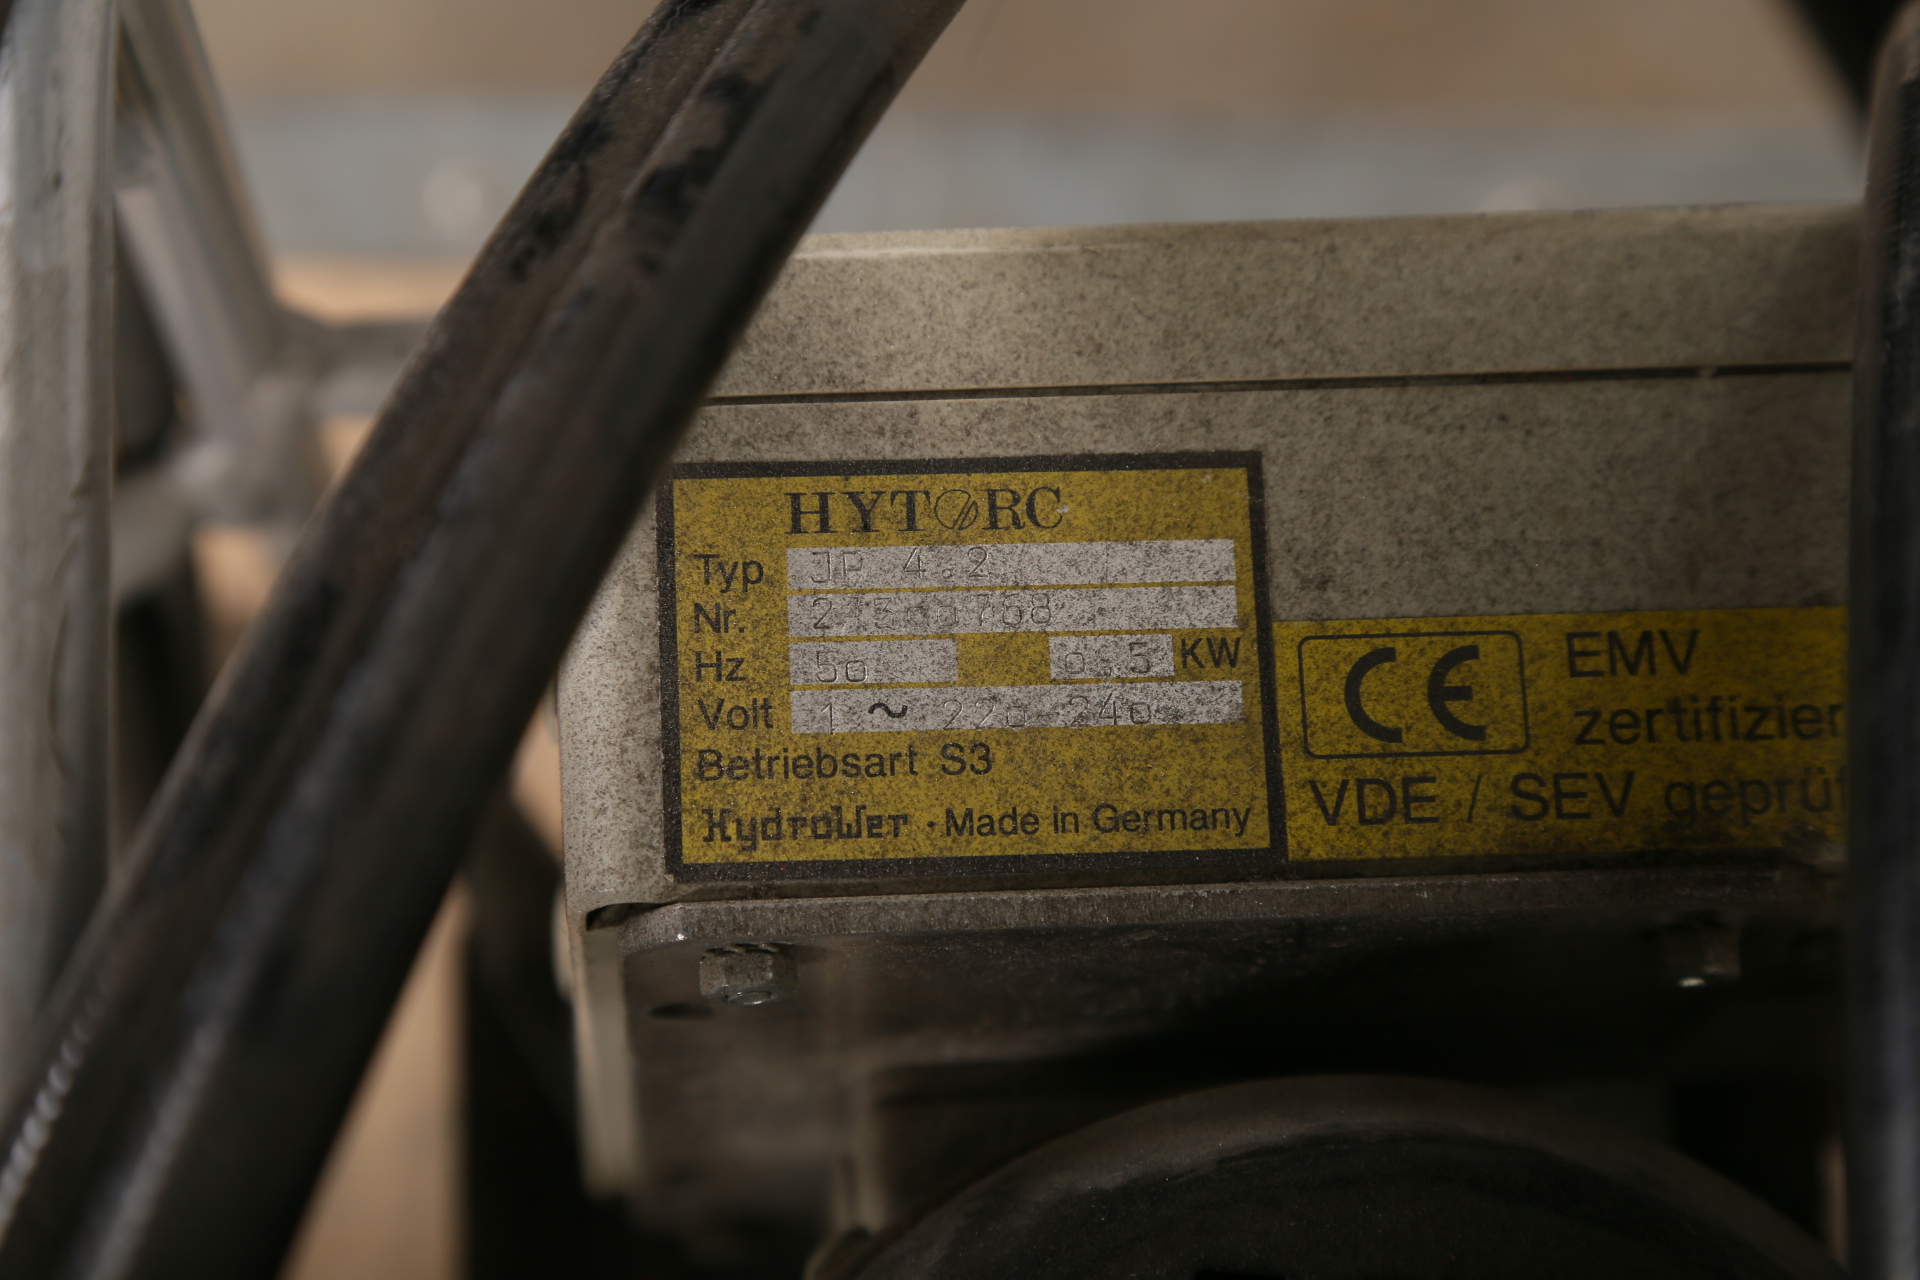 HYTORC
Typ JP 4.2
Nr.
Hz 50 0.5 KW
Volt 1 ~ 220 240
Betriebsart S3
HydroWer · Made in Germany
CE EMV
zertifizier
VDE / SEV geprüf